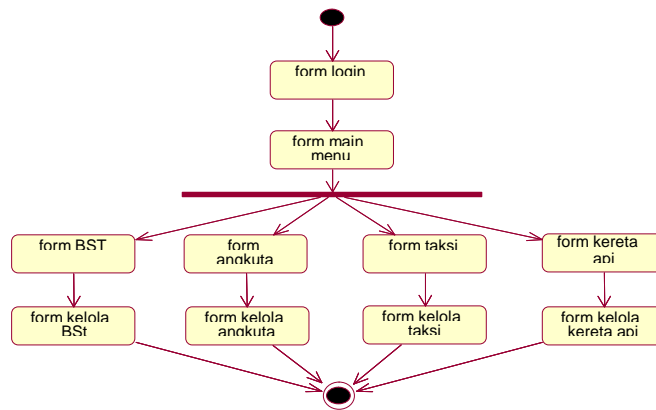 form login
form main
menu
form BST
form
angkuta
form taksi
form kereta
api
form kelola
BSt
form kelola
angkuta
form kelola
taksi
form kelola
kereta api